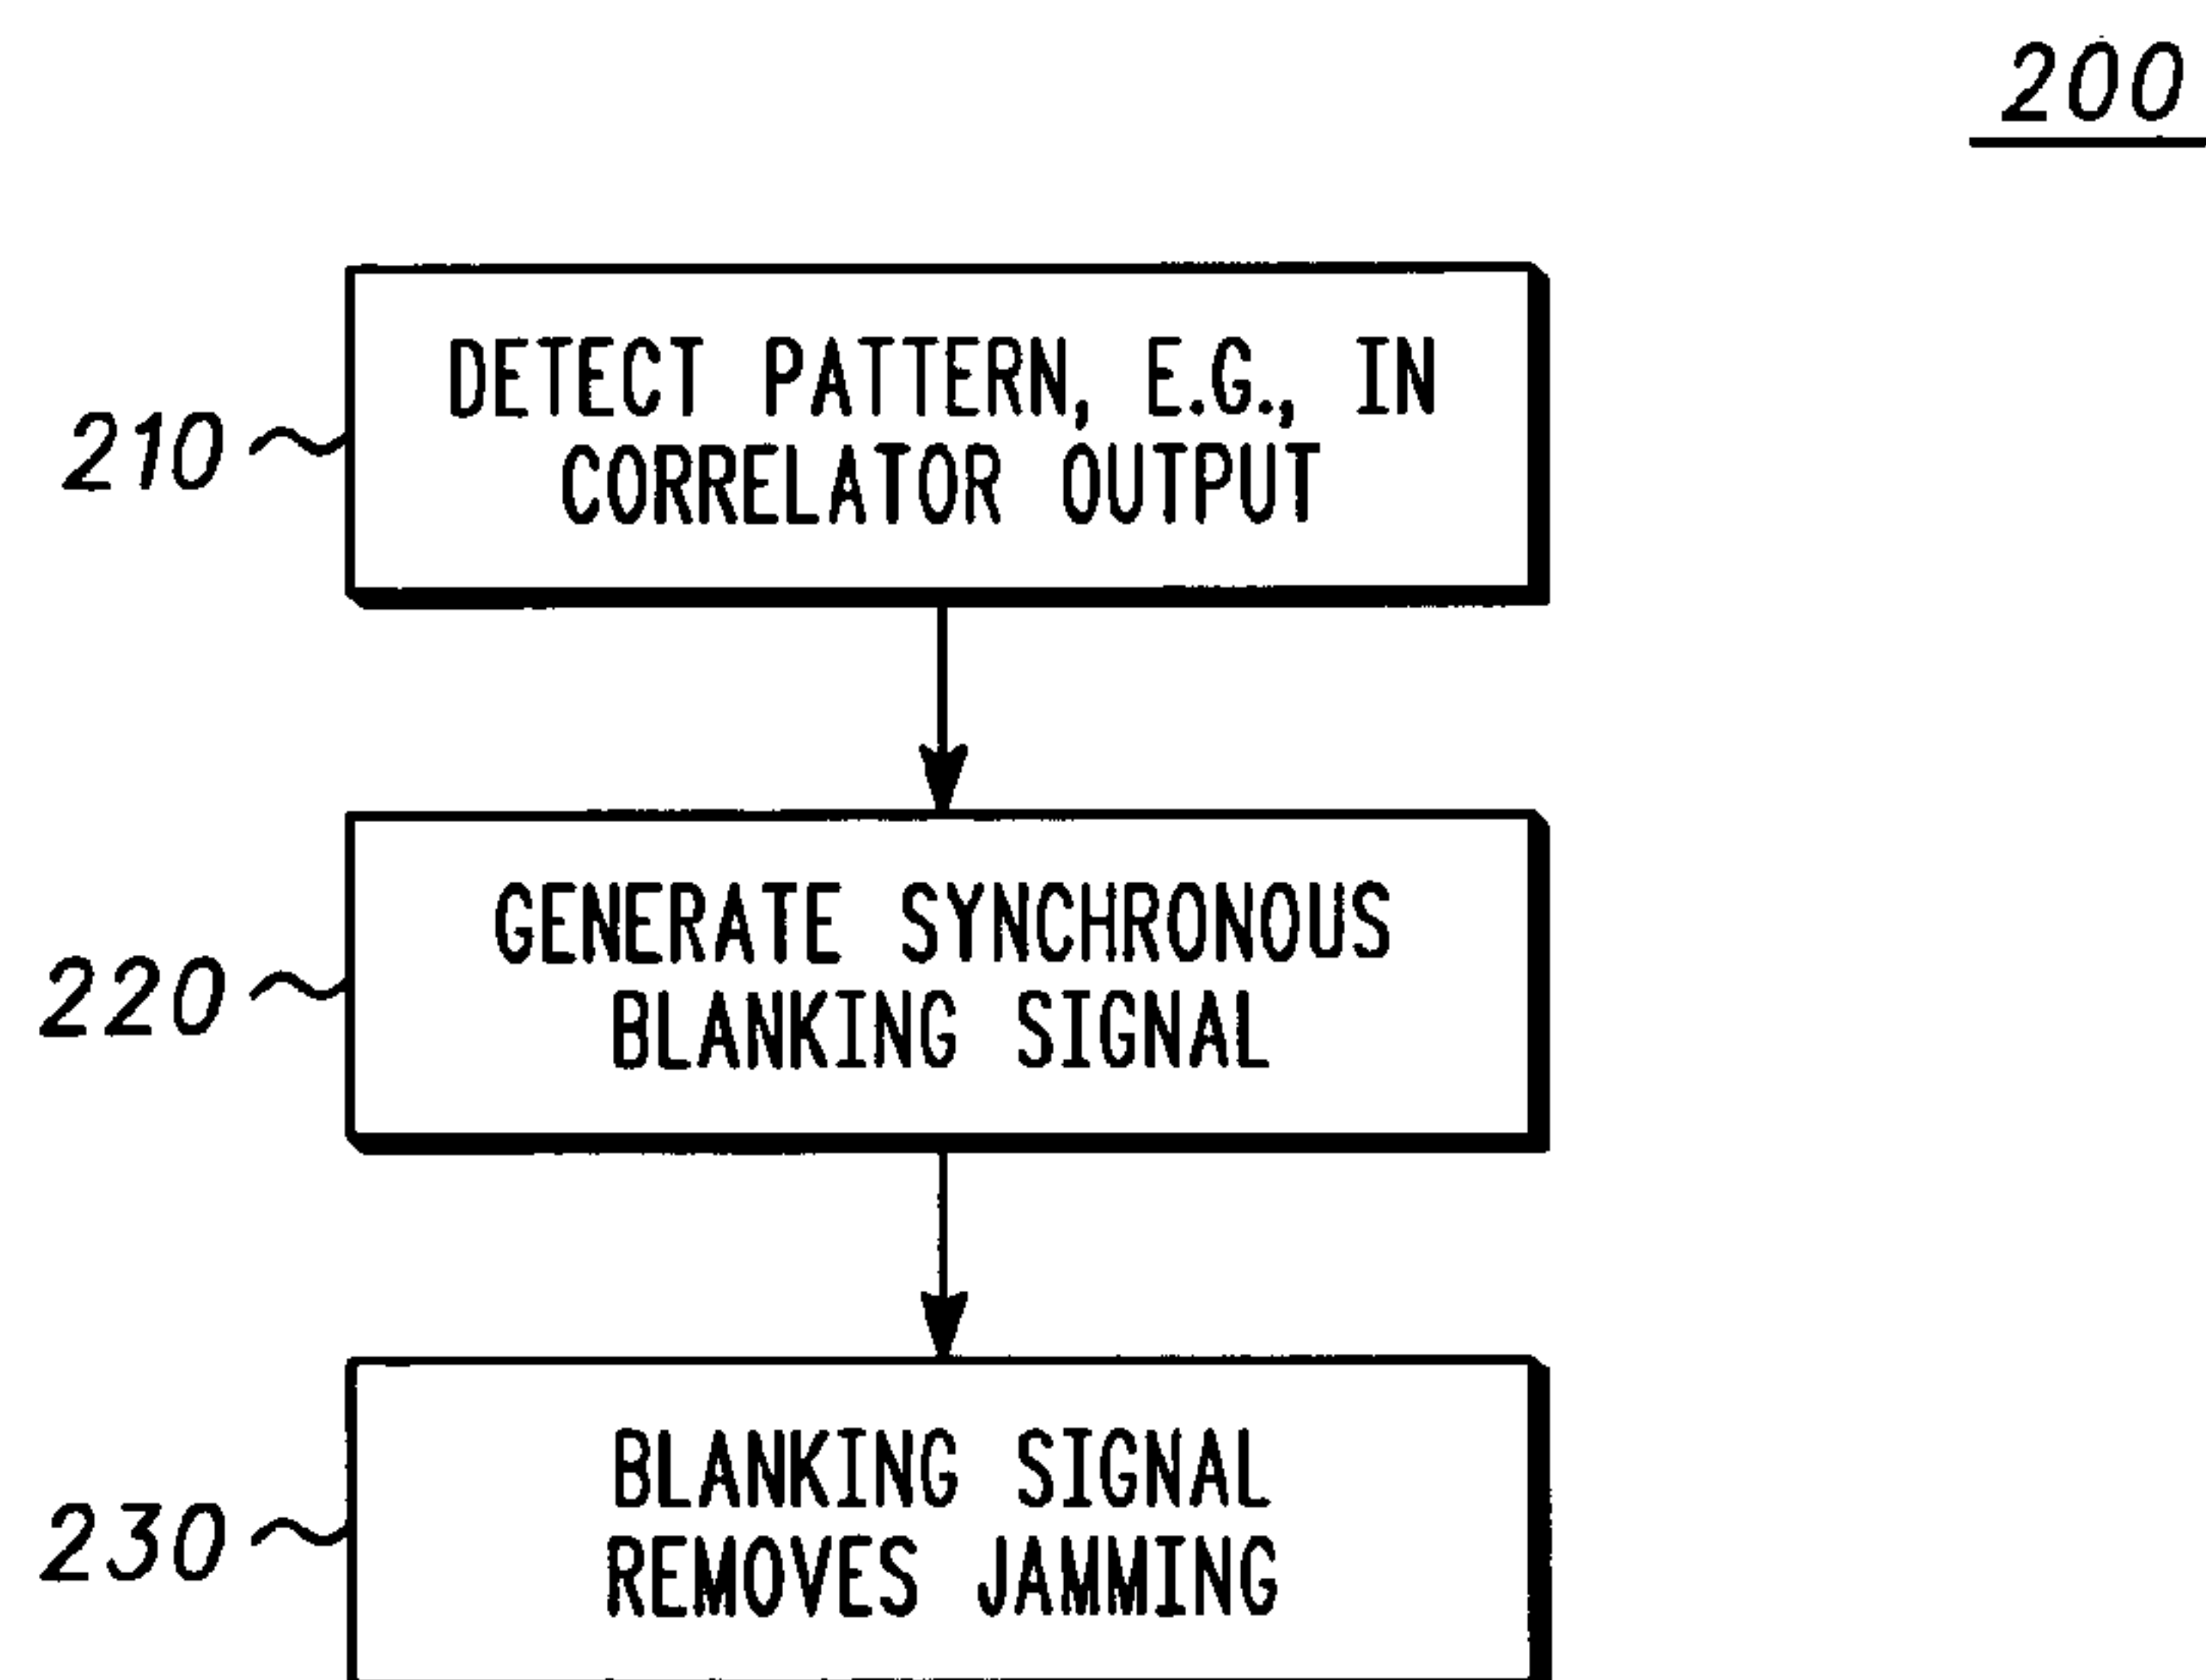 200
210
DETECT PATTERN, E.G., IN
CORRELATOR OUTPUT
220
GENERATE SYNCHRONOUS
BLANKING SIGNAL
230
BLANKING SIGNAL
REMOVES JAMMING